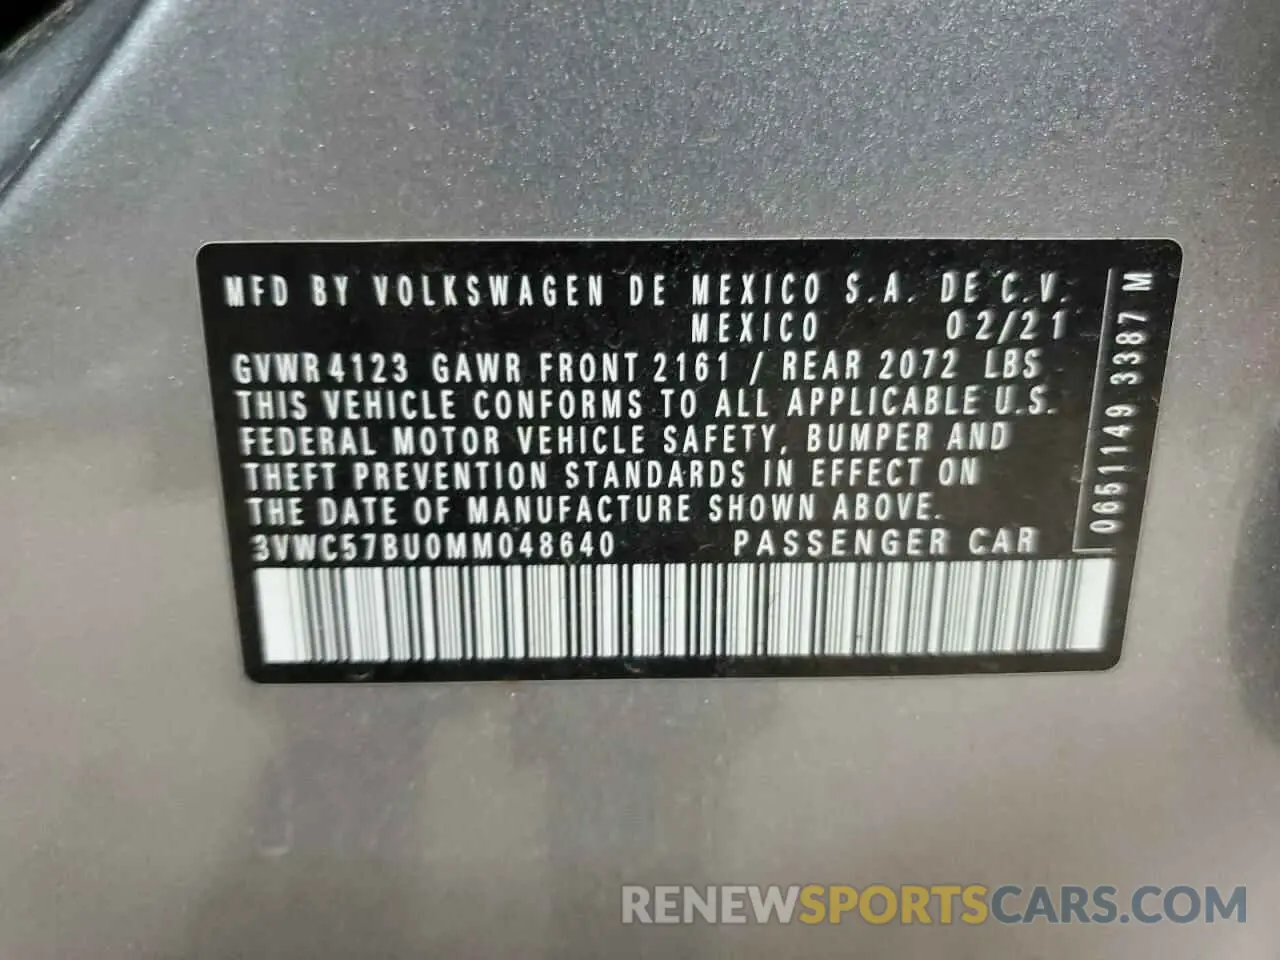 MFD BY VOLKSWAGEN DE MEXICO S.A. DE C.V.
MEXICO 02/21
GVWR 4123 GAWR FRONT 2161 / REAR 2072 LBS
THIS VEHICLE CONFORMS TO ALL APPLICABLE U.S.
FEDERAL MOTOR VEHICLE SAFETY, BUMPER AND
THEFT PREVENTION STANDARDS IN EFFECT ON
THE DATE OF MANUFACTURE SHOWN ABOVE.
3VWC57BU0MM048640 PASSENGER CAR
0651149 3387 M
RENEWSPORTSCARS.COM